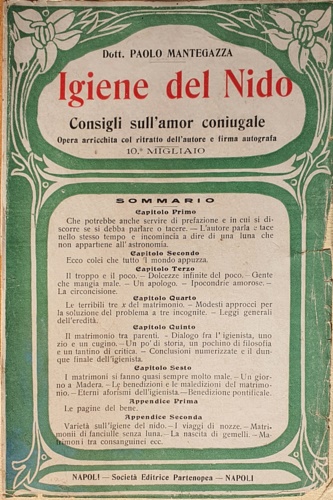 Dott. PAOLO MANTEGAZZA
Igiene del Nido
Consigli sull'amor coniugale
Opera arricchita col ritratto dell'autore e firma autografa
10.° MIGLIAIO
SOMMARIO
Capitolo Primo
Che potrebbe anche servire di prefazione e in cui si di-
scorre se si debba parlare o tacere. — L'autore parla e tace
nello stesso tempo e incomincia a dire di una luna che
non appartiene all'astronomia.
Capitolo Secondo
Ecco colei che tutto 'l mondo appuzza.
Capitolo Terzo
Il troppo e il poco. — Dolcezze infinite del poco. — Gente
che mangia male. — Un apologo. — Ipocondrie amorose. —
La circoncisione.
Capitolo Quarto
Le terribili tre x del matrimonio. — Modesti approcci per
la soluzione del problema a tre incognite. — Leggi generali
dell'eredità.
Capitolo Quinto
Il matrimonio tra parenti. - Dialogo fra l'igienista, uno
zio e un cugino. — Un po' di storia, un pochino di filosofia
e un tantino di critica. — Conclusioni numerizzate e il dun-
que finale dell'igienista.
Capitolo Sesto
I matrimoni si fanno quasi sempre molto male. — Un gior-
no a Madera. — Le benedizioni e le maledizioni del matrimo-
nio. — Eterni aforismi dell'igienista. — Benedizione pontificale.
Appendice Prima
Le pagine del bene.
Appendice Seconda
Varietà sull'igiene del nido. — I viaggi di nozze. — Matri-
moni di fanciulle senza luna. — La nascita di gemelli. — Ma-
trimoni tra consanguinei ecc.
NAPOLI — Società Editrice Partenopea — NAPOLI